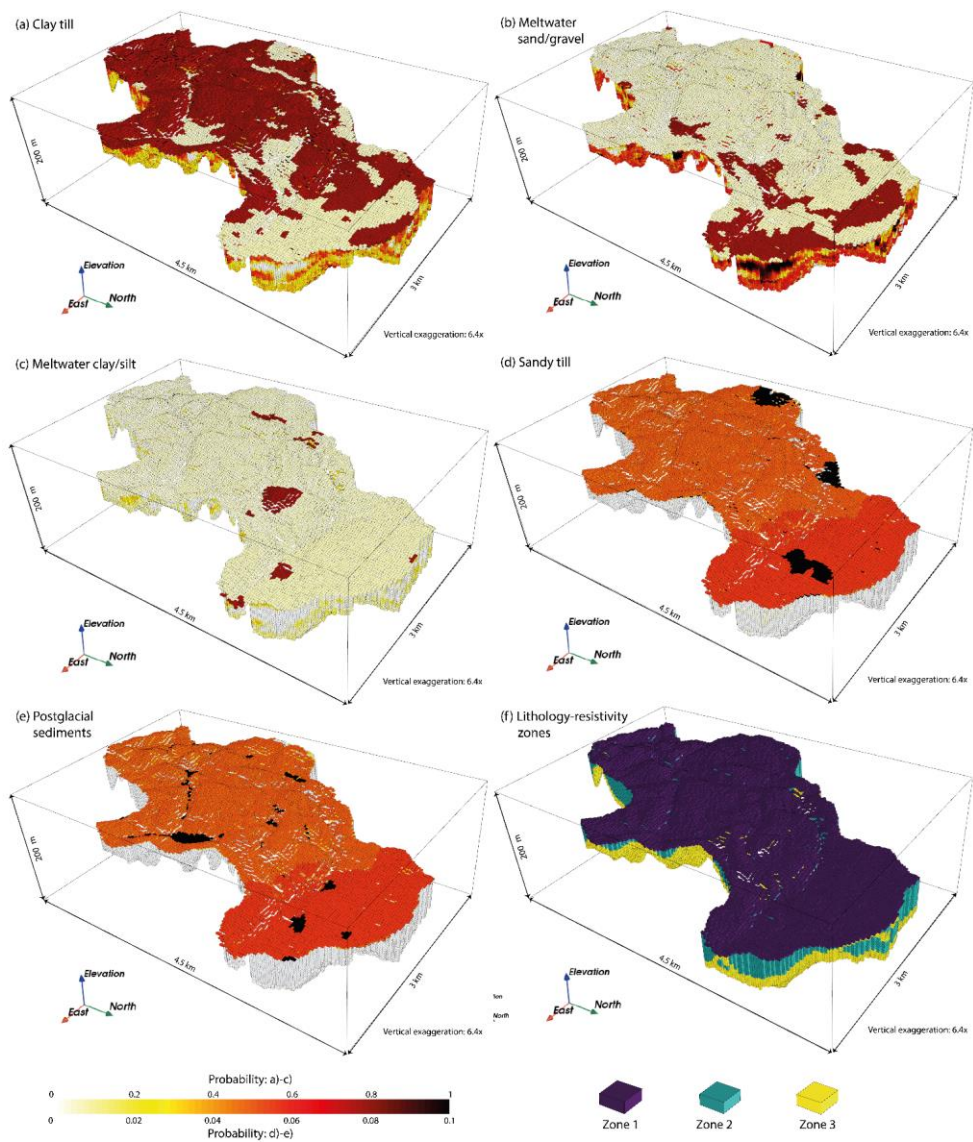 (a) Clay till
200 m
4.5 km
3 km
Elevation
East
North
Vertical exaggeration: 6.4x
(b) Meltwater
sand/gravel
200 m
4.5 km
3 km
Elevation
East
North
Vertical exaggeration: 6.4x
(c) Meltwater clay/silt
200 m
4.5 km
3 km
Elevation
East
North
Vertical exaggeration: 6.4x
(d) Sandy till
200 m
4.5 km
3 km
Elevation
East
North
Vertical exaggeration: 6.4x
(e) Postglacial
sediments
200 m
4.5 km
3 km
Elevation
East
North
Vertical exaggeration: 6.4x
(f) Lithology-resistivity
zones
200 m
4.5 km
3 km
Elevation
East
North
North
Vertical exaggeration: 6.4x
Probability: a)-c)
0 0.2 0.4 0.6 0.8 1
0 0.02 0.04 0.06 0.08 0.1
Probability: d)-e)
Zone 1 Zone 2 Zone 3